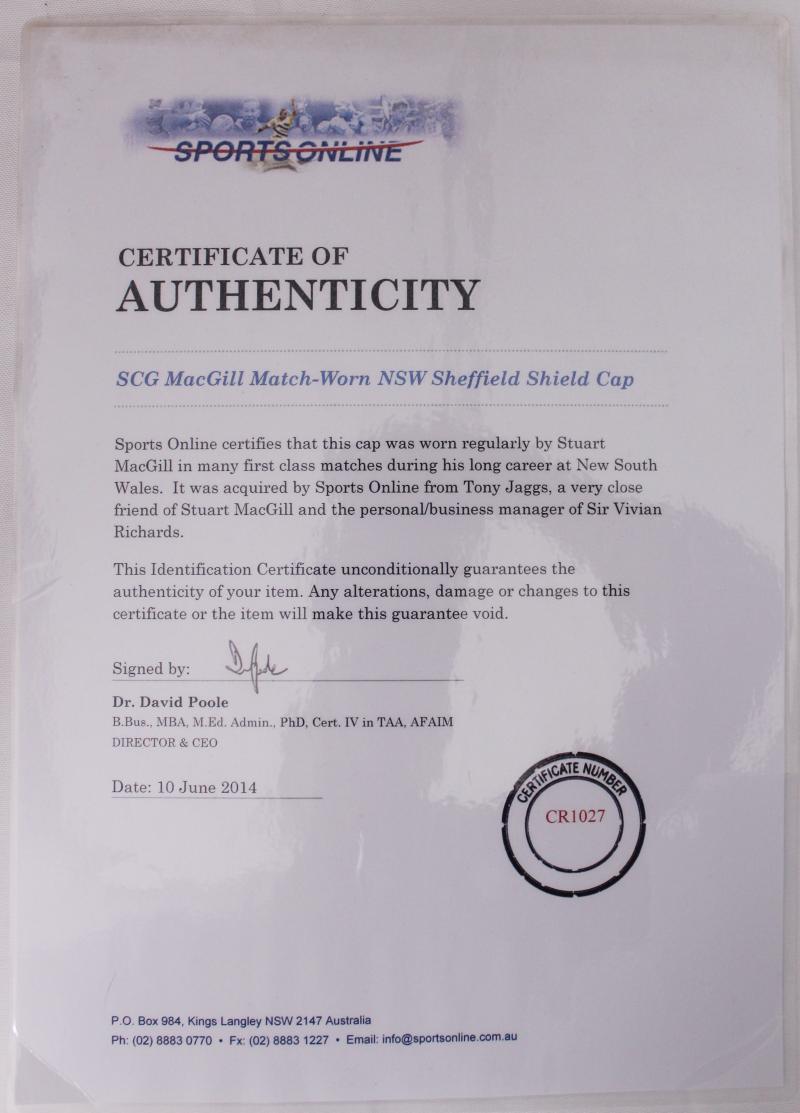 SPORTS ONLINE
CERTIFICATE OF
AUTHENTICITY
SCG MacGill Match-Worn NSW Sheffield Shield Cap
Sports Online certifies that this cap was worn regularly by Stuart
MacGill in many first class matches during his long career at New South
Wales.  It was acquired by Sports Online from Tony Jaggs, a very close
friend of Stuart MacGill and the personal/business manager of Sir Vivian
Richards.
This Identification Certificate unconditionally guarantees the
authenticity of your item. Any alterations, damage or changes to this
certificate or the item will make this guarantee void.
Signed by:
Dr. David Poole
B.Bus., MBA, M.Ed. Admin., PhD, Cert. IV in TAA, AFAIM
DIRECTOR & CEO
Date: 10 June 2014
CERTIFICATE NUMBER
CR1027
P.O. Box 984, Kings Langley NSW 2147 Australia
Ph: (02) 8883 0770 • Fx: (02) 8883 1227 • Email: info@sportsonline.com.au